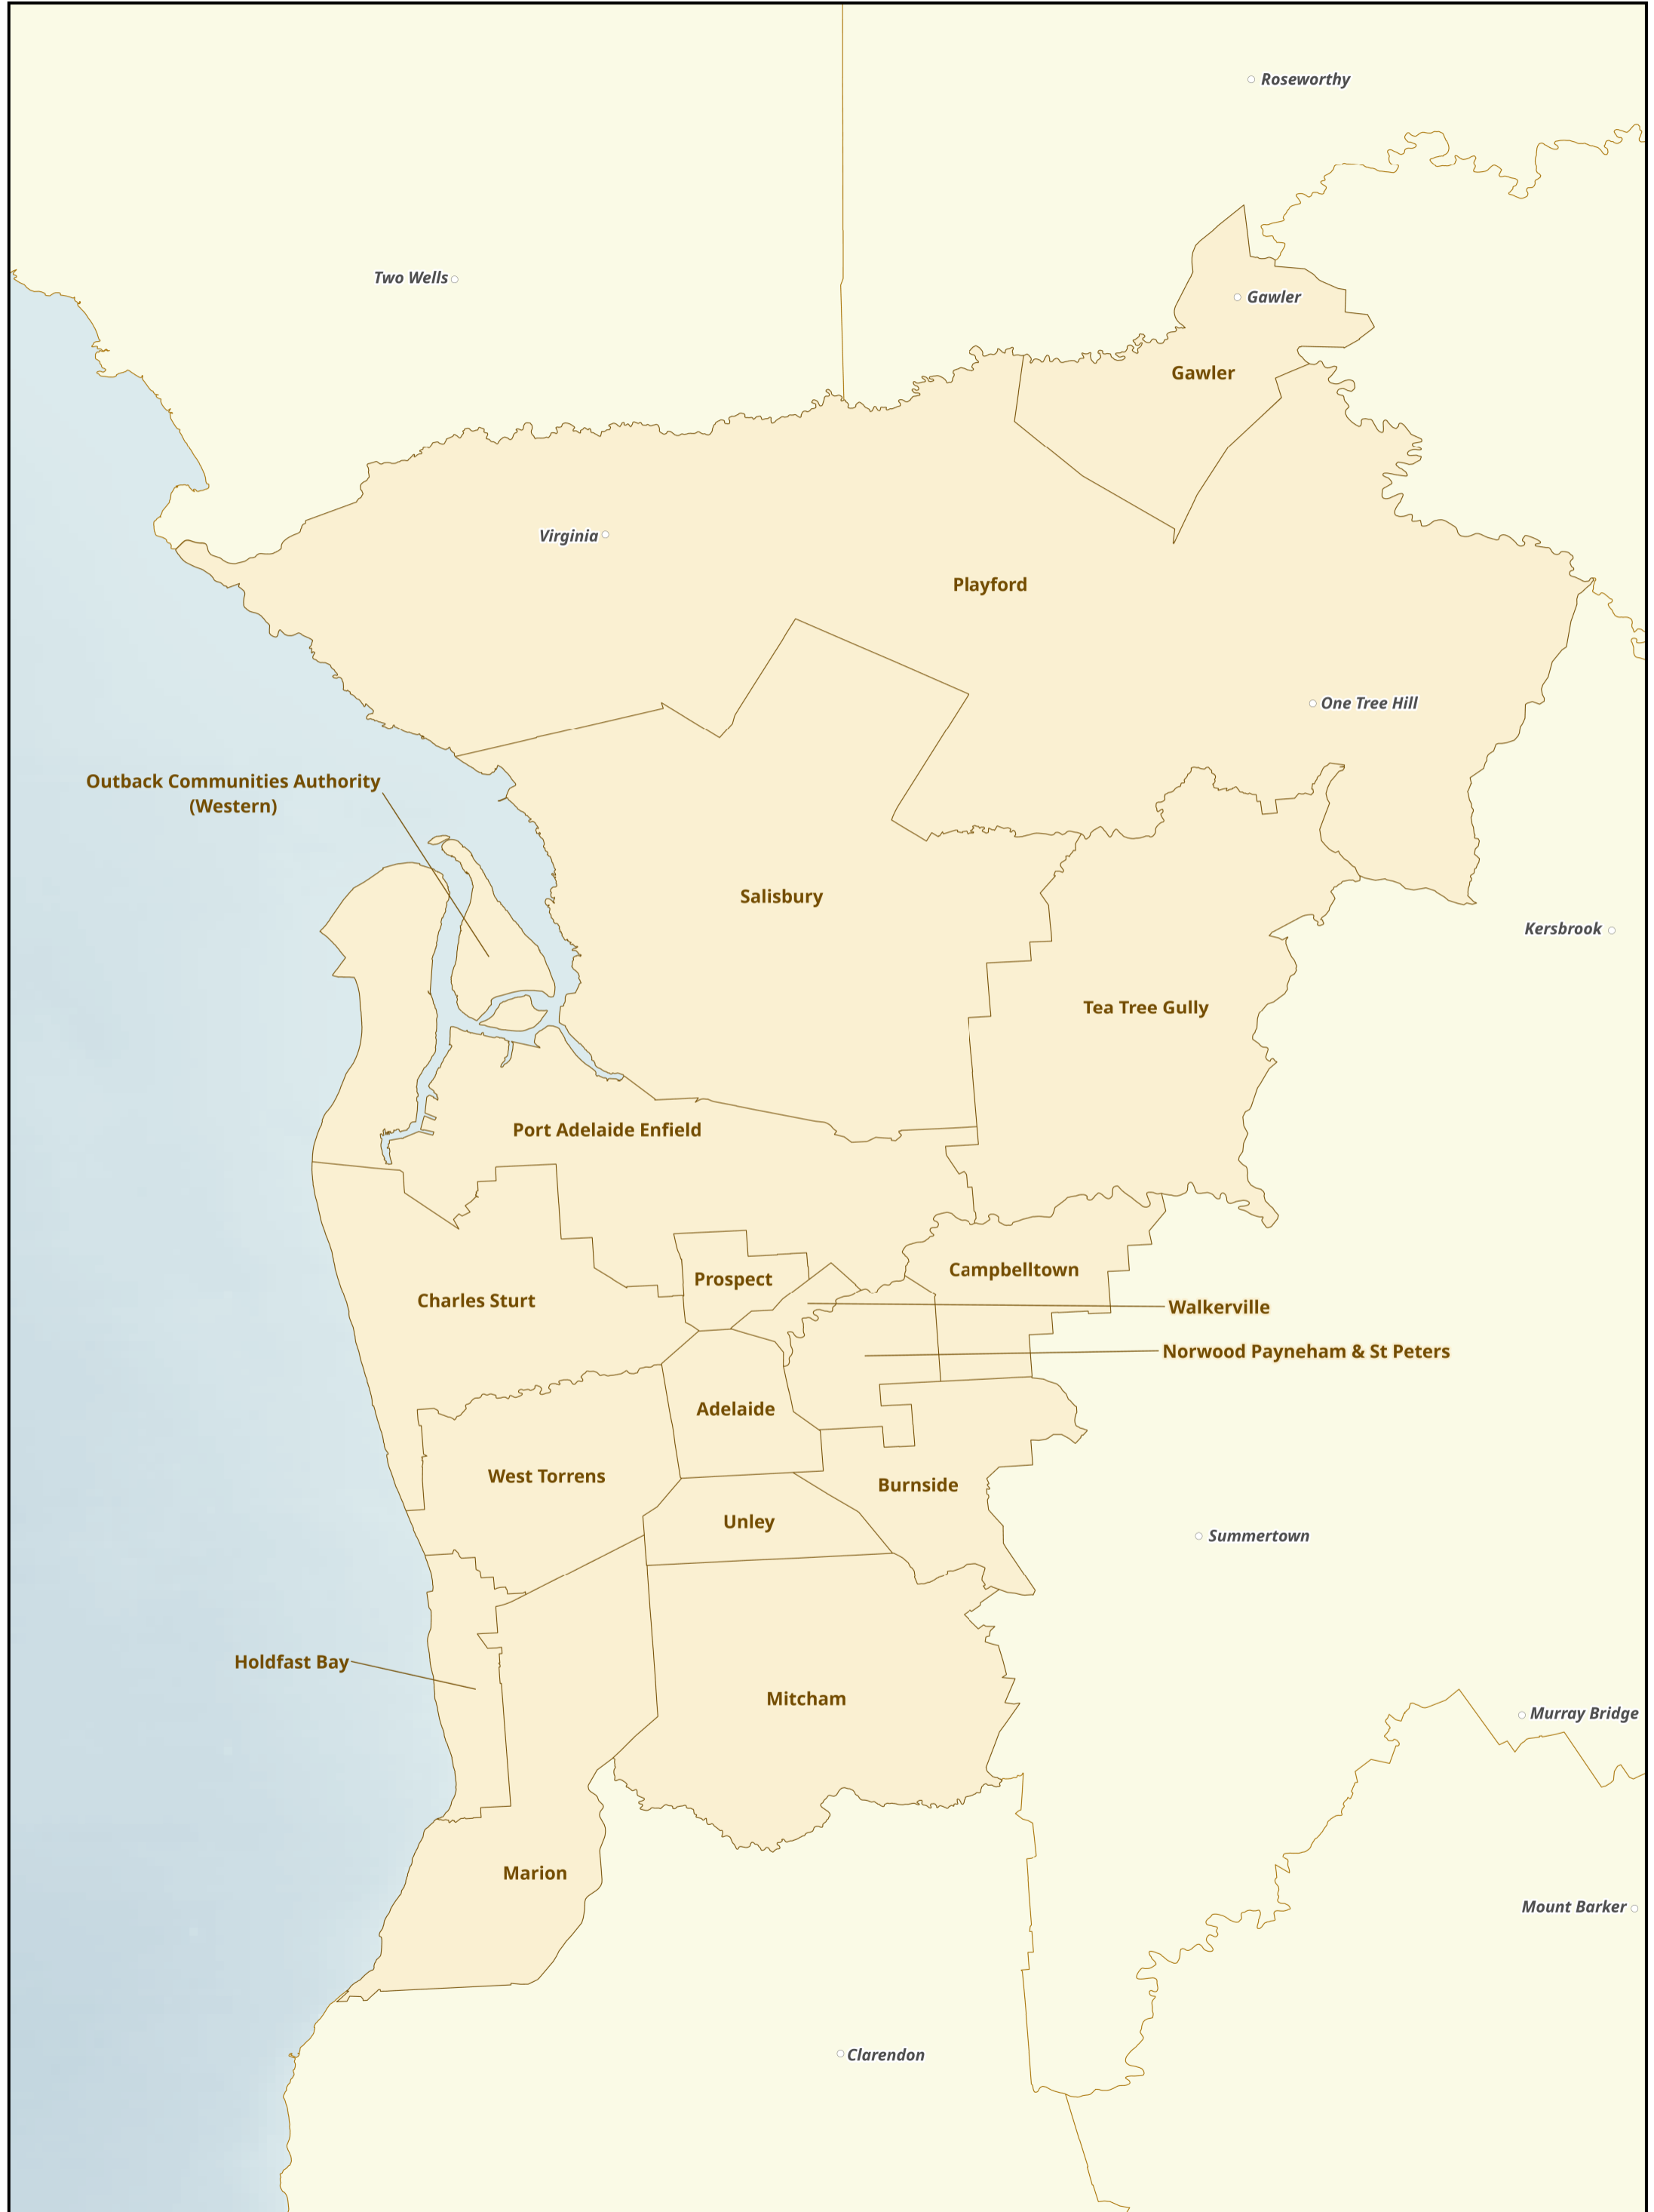 Roseworthy
Two Wells
Gawler
Gawler
Virginia
Playford
One Tree Hill
Outback Communities Authority
(Western)
Salisbury
Kersbrook
Tea Tree Gully
Port Adelaide Enfield
Campbelltown
Prospect
Charles Sturt
Walkerville
Norwood Payneham & St Peters
Adelaide
West Torrens
Burnside
Unley
Summertown
Holdfast Bay
Mitcham
Murray Bridge
Marion
Mount Barker
Clarendon